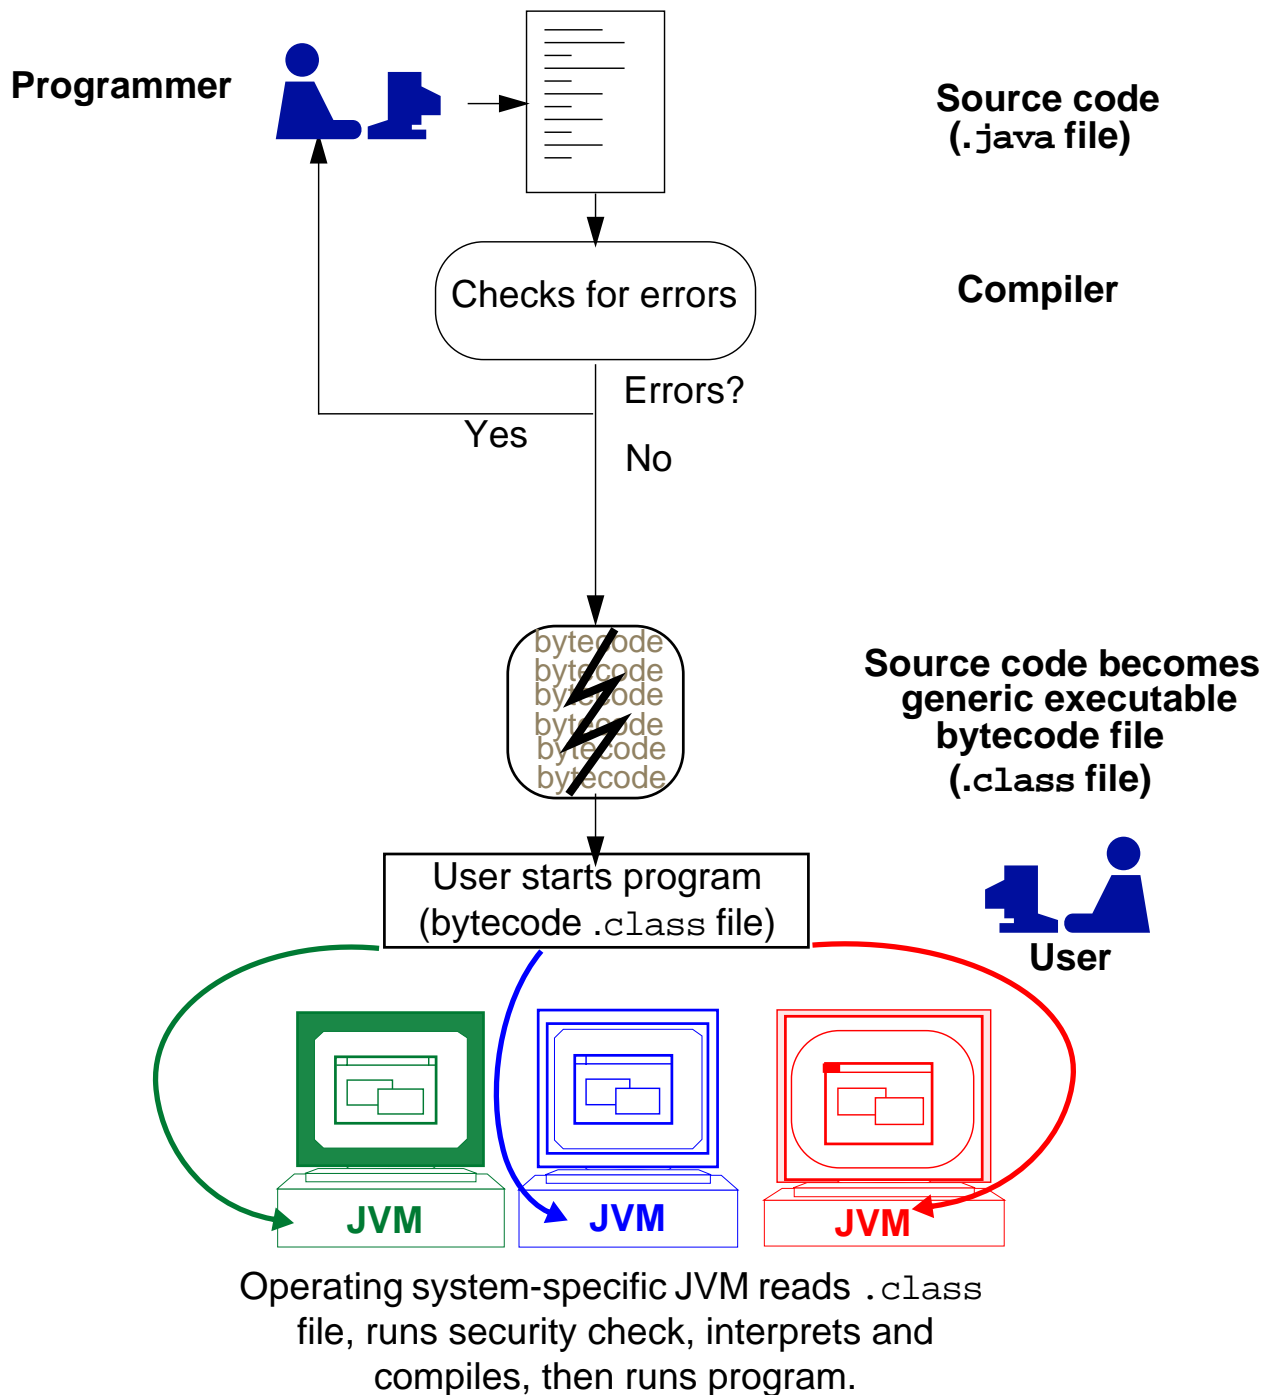 Programmer
Source code
(.java file)
Checks for errors
Compiler
Errors?
Yes
No
bytecode
bytecode
bytecode
bytecode
bytecode
bytecode
Source code becomes
generic executable
bytecode file
(.class file)
User starts program
(bytecode .class file)
User
JVM
JVM
JVM
Operating system-specific JVM reads .class
file, runs security check, interprets and
compiles, then runs program.